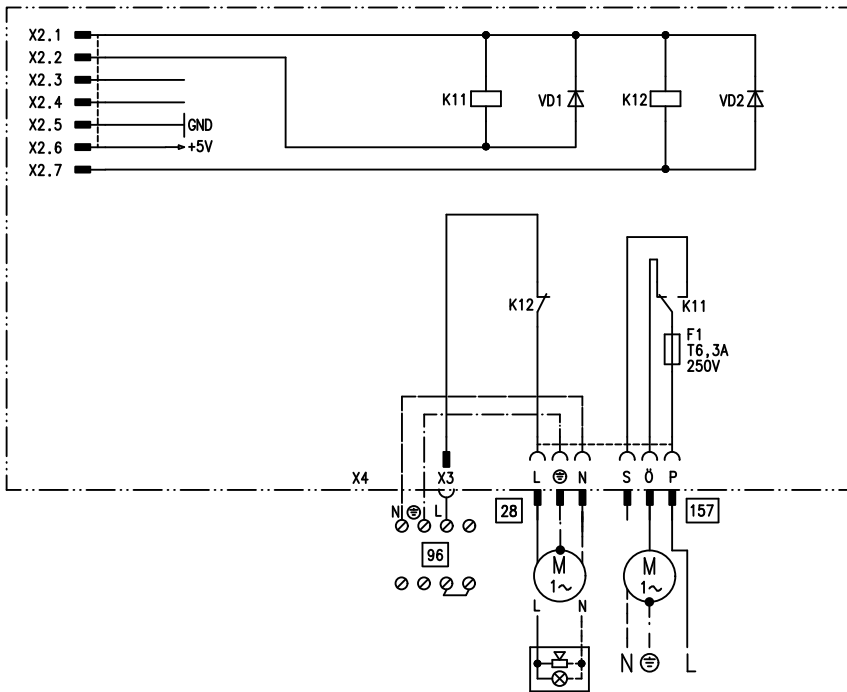 X2.1
X2.2
X2.3
X2.4
X2.5
GND
X2.6
+5V
X2.7
K11
VD1
K12
VD2
K12
K11
F1
T6,3A
250V
X4
X3
L
N
S
Ö
P
N
L
28
157
96
M
1~
M
1~
L
N
N
L